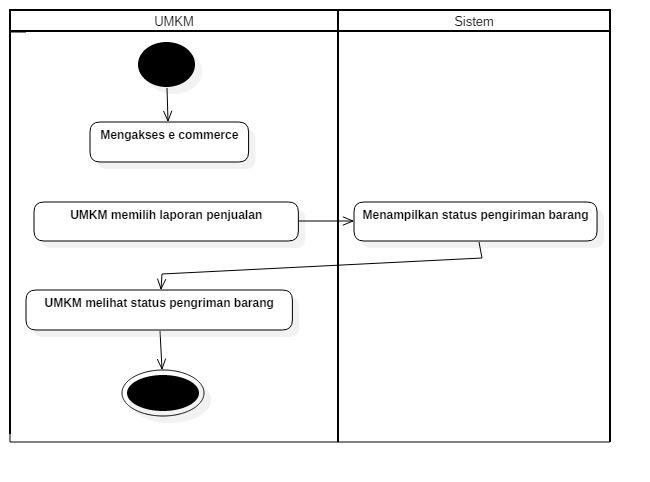 UMKM
Sistem
Mengakses e commerce
UMKM memilih laporan penjualan
Menampilkan status pengiriman barang
UMKM melihat status pengriman barang